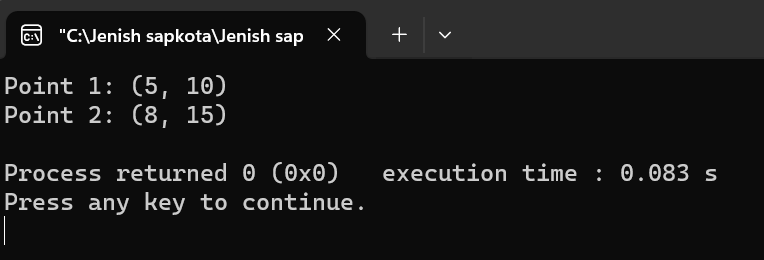 "C:\Jenish sapkota\Jenish sap
Point 1: (5, 10)
Point 2: (8, 15)
Process returned 0 (0x0)   execution time : 0.083 s
Press any key to continue.